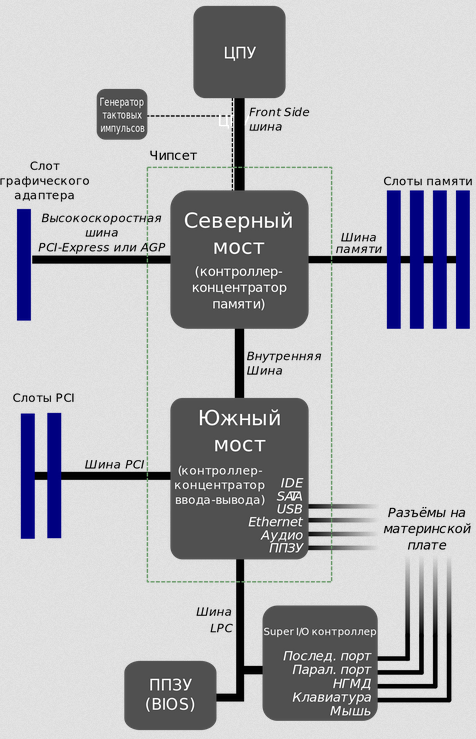 ЦПУ
Генератор
тактовых
импульсов
Front Side
шина
Чипсет
Слот
графического
адаптера
Слоты памяти
Высокоскоростная
шина
PCI-Express или AGP
Северный
мост
(контроллер-
концентратор
памяти)
Шина
памяти
Внутренняя
Шина
Слоты PCI
Южный
мост
(контроллер-
концентратор
ввода-вывода)
Шина PCI
IDE
SATA
USB
Ethernet
Аудио
ППЗУ
Разъёмы на
материнской
плате
Шина
LPC
Super I/O контроллер
Послед. порт
Парал. порт
НГМД
Клавиатура
Мышь
ППЗУ
(BIOS)